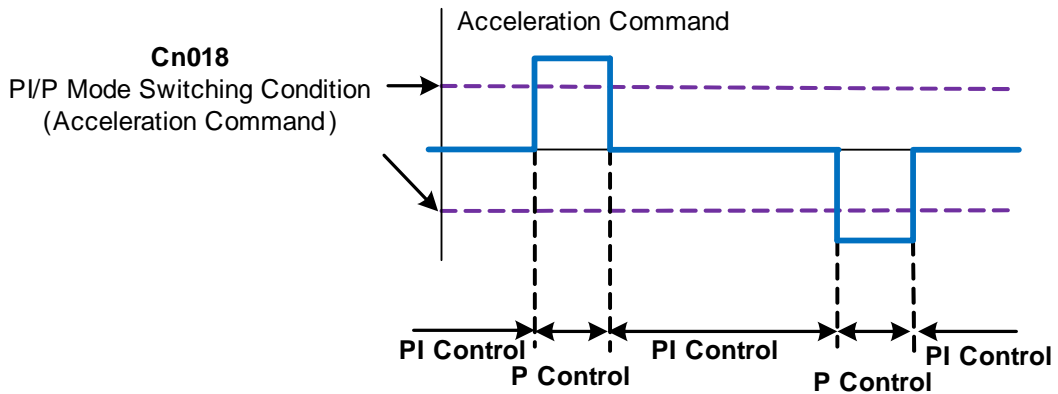 Acceleration Command
Cn018
PI/P Mode Switching Condition
(Acceleration Command)
PI Control
P Control
PI Control
P Control
PI Control